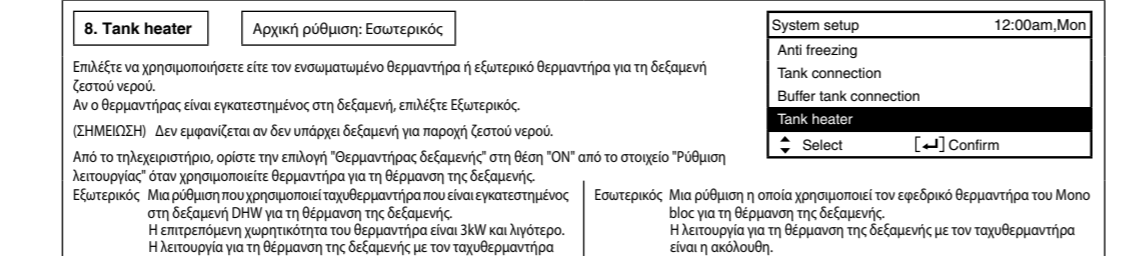 8. Tank heater
Αρχική ρύθμιση: Εσωτερικός
Επιλέξτε να χρησιμοποιήσετε είτε τον ενσωματωμένο θερμαντήρα ή εξωτερικό θερμαντήρα για τη δεξαμενή
ζεστού νερού.
Αν ο θερμαντήρας είναι εγκατεστημένος στη δεξαμενή, επιλέξτε Εξωτερικός.
(ΣΗΜΕΙΩΣΗ) Δεν εμφανίζεται αν δεν υπάρχει δεξαμενή για παροχή ζεστού νερού.
Από το τηλεχειριστήριο, ορίστε την επιλογή "Θερμαντήρας δεξαμενής" στη θέση "ON" από το στοιχείο "Ρύθμιση
λειτουργίας" όταν χρησιμοποιείτε θερμαντήρα για τη θέρμανση της δεξαμενής.
System setup 12:00am,Mon
Anti freezing
Tank connection
Buffer tank connection
Tank heater
Select [↵] Confirm
Εξωτερικός Μια ρύθμιση που χρησιμοποιεί ταχυθερμαντήρα που είναι εγκατεστημένος
στη δεξαμενή DHW για τη θέρμανση της δεξαμενής.
Η επιτρεπόμενη χωρητικότητα του θερμαντήρα είναι 3kW και λιγότερο.
Η λειτουργία για τη θέρμανση της δεξαμενής με τον ταχυθερμαντήρα
Εσωτερικός Μια ρύθμιση η οποία χρησιμοποιεί τον εφεδρικό θερμαντήρα του Mono
bloc για τη θέρμανση της δεξαμενής.
Η λειτουργία για τη θέρμανση της δεξαμενής με τον ταχυθερμαντήρα
είναι η ακόλουθη.